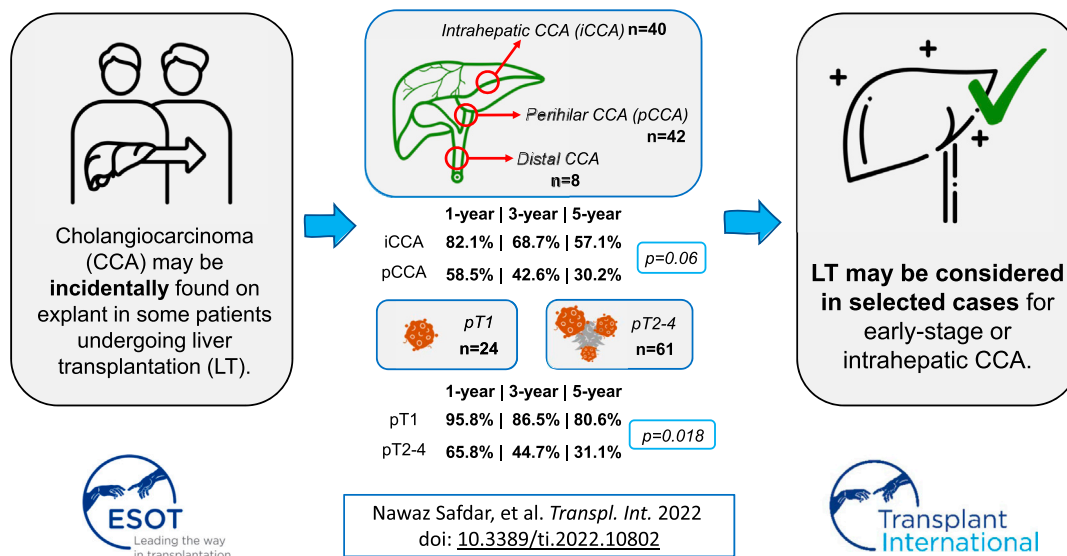 Cholangiocarcinoma
(CCA) may be
incidentally found on
explant in some patients
undergoing liver
transplantation (LT).
Intrahepatic CCA (iCCA) n=40
Perihilar CCA (pCCA)
n=42
Distal CCA
n=8
1-year | 3-year | 5-year
iCCA 82.1% | 68.7% | 57.1%
p=0.06
pCCA 58.5% | 42.6% | 30.2%
pT1
n=24
pT2-4
n=61
1-year | 3-year | 5-year
pT1 95.8% | 86.5% | 80.6%
p=0.018
pT2-4 65.8% | 44.7% | 31.1%
LT may be considered
in selected cases for
early-stage or
intrahepatic CCA.
ESOT
Leading the way
in transplantation
Nawaz Safdar, et al. Transpl. Int. 2022
doi: 10.3389/ti.2022.10802
Transplant
International